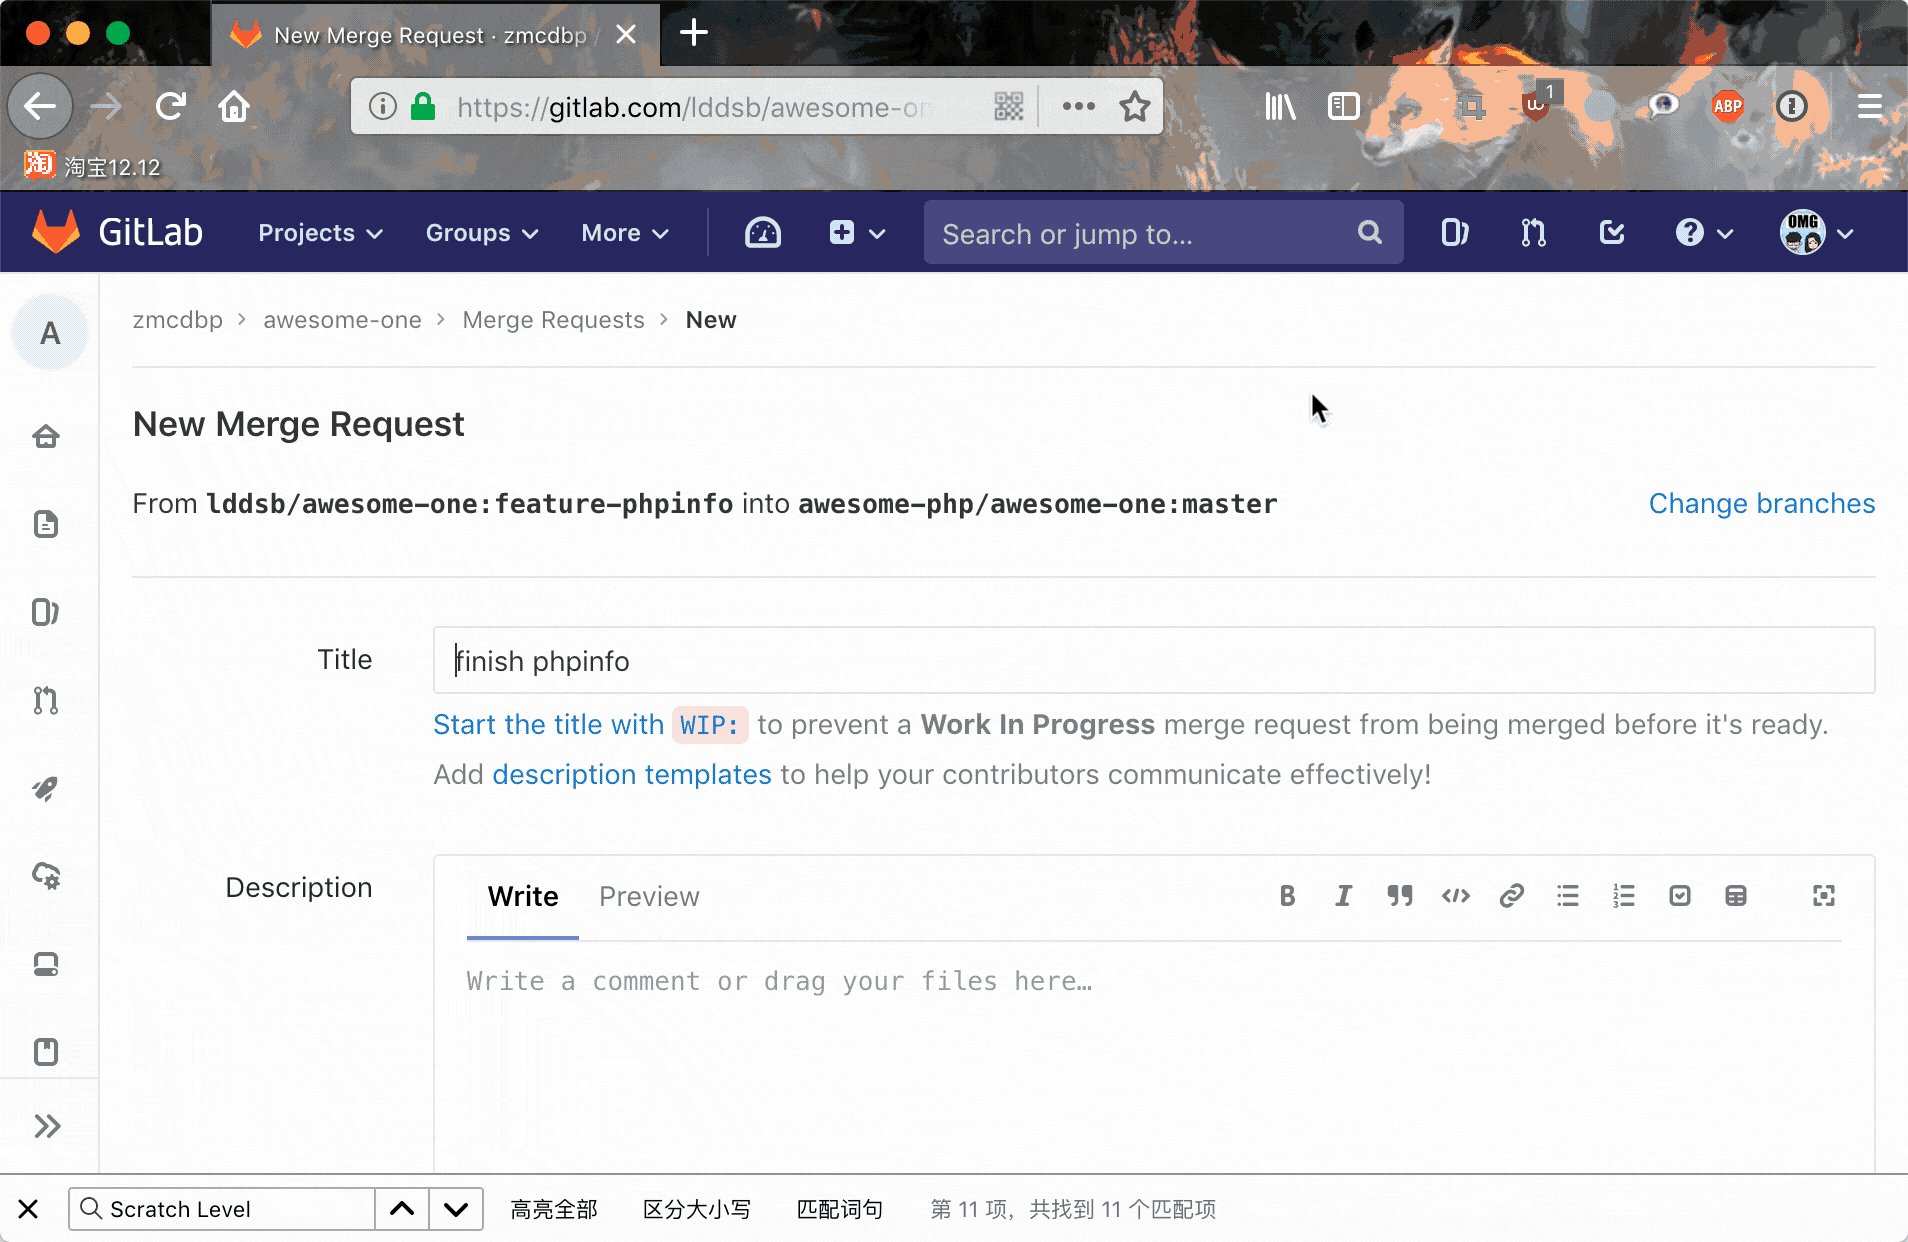 New Merge Request · zmcdbp /
https://gitlab.com/lddsb/awesome-on
1
ABP
淘 淘宝12.12
GitLab Projects Groups More Search or jump to... OMG
A
zmcdbp > awesome-one > Merge Requests > New
New Merge Request
From lddsb/awesome-one:feature-phpinfo into awesome-php/awesome-one:master Change branches
Title finish phpinfo
Start the title with WIP: to prevent a Work In Progress merge request from being merged before it's ready.
Add description templates to help your contributors communicate effectively!
Description Write Preview
Write a comment or drag your files here…
Scratch Level 高亮全部 区分大小写 匹配词句 第 11 项，共找到 11 个匹配项